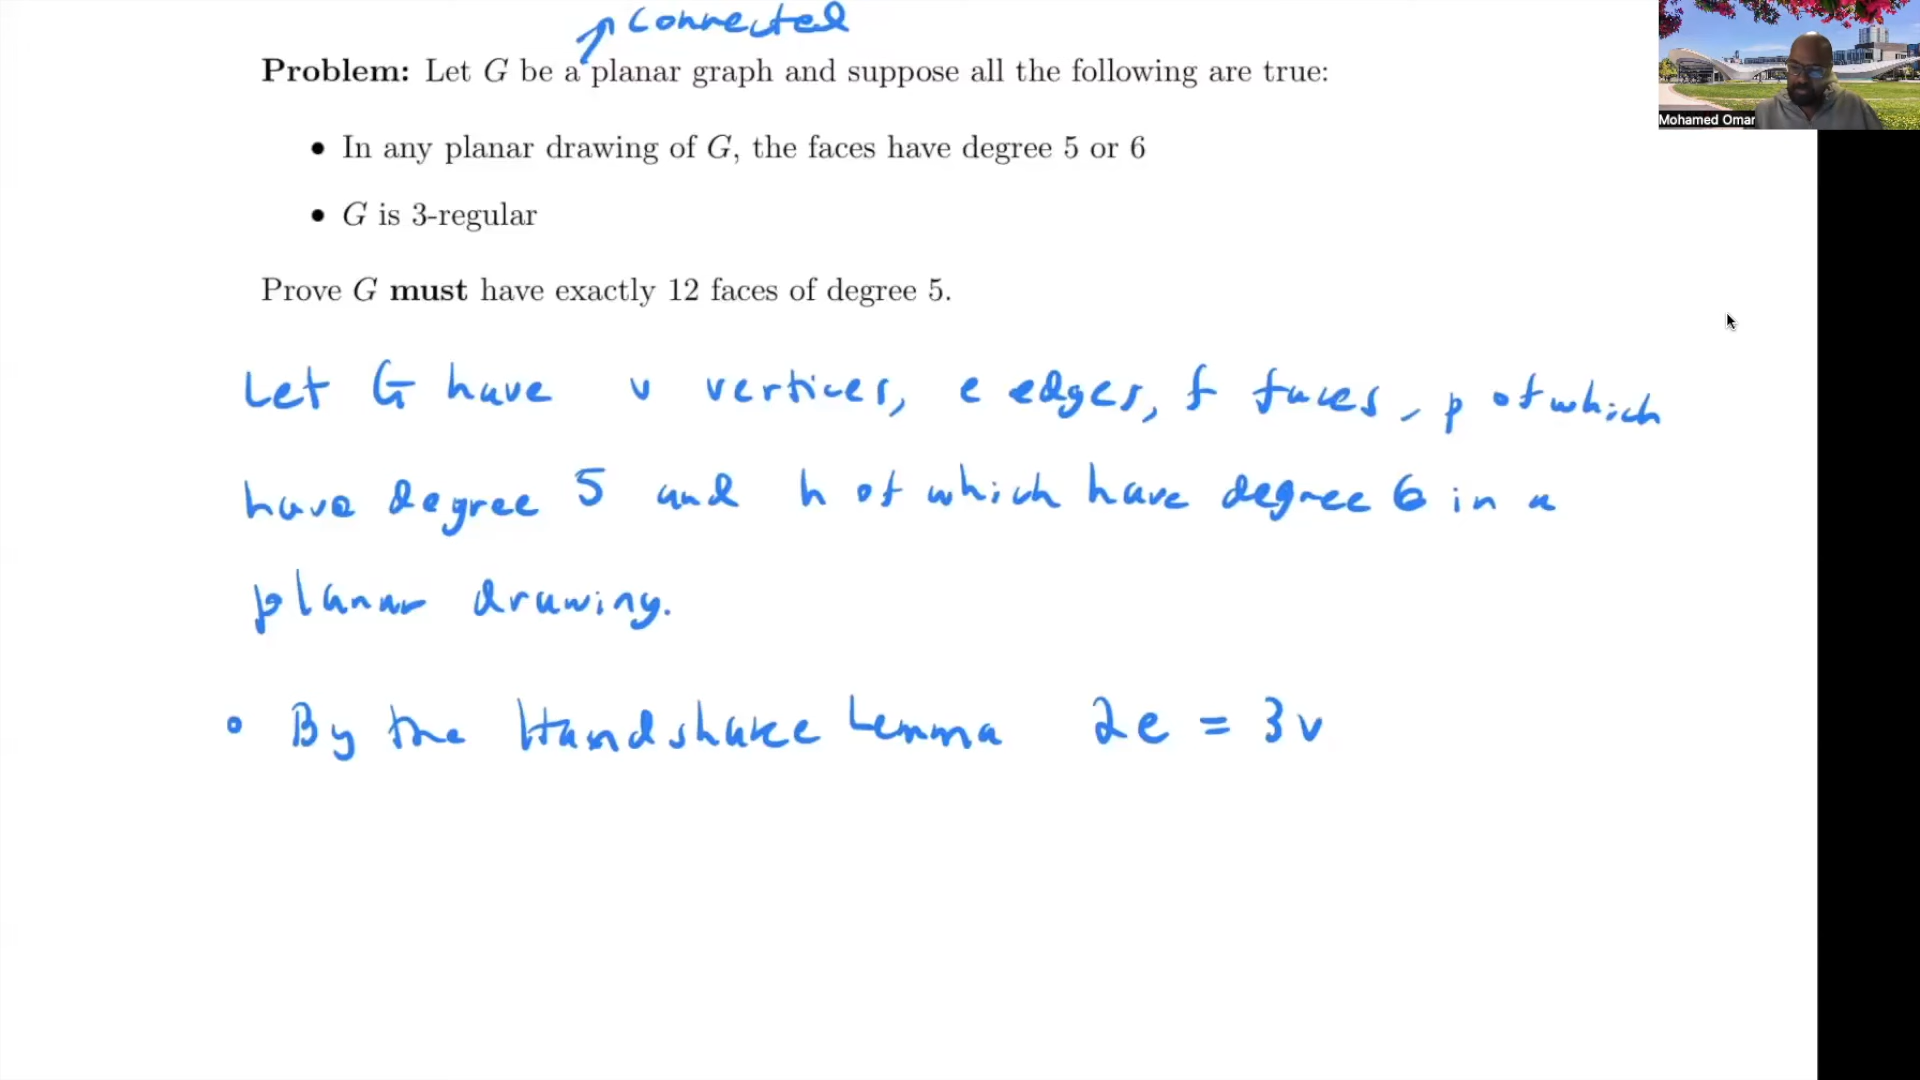 connected
Problem: Let G be a planar graph and suppose all the following are true:
• In any planar drawing of G, the faces have degree 5 or 6
• G is 3-regular
Prove G must have exactly 12 faces of degree 5.
Let G have v vertices, e edges, f faces, p of which
have degree 5 and h of which have degree 6 in a
planar drawing.
• By the Handshake Lemma 2e = 3v
Mohamed Omar